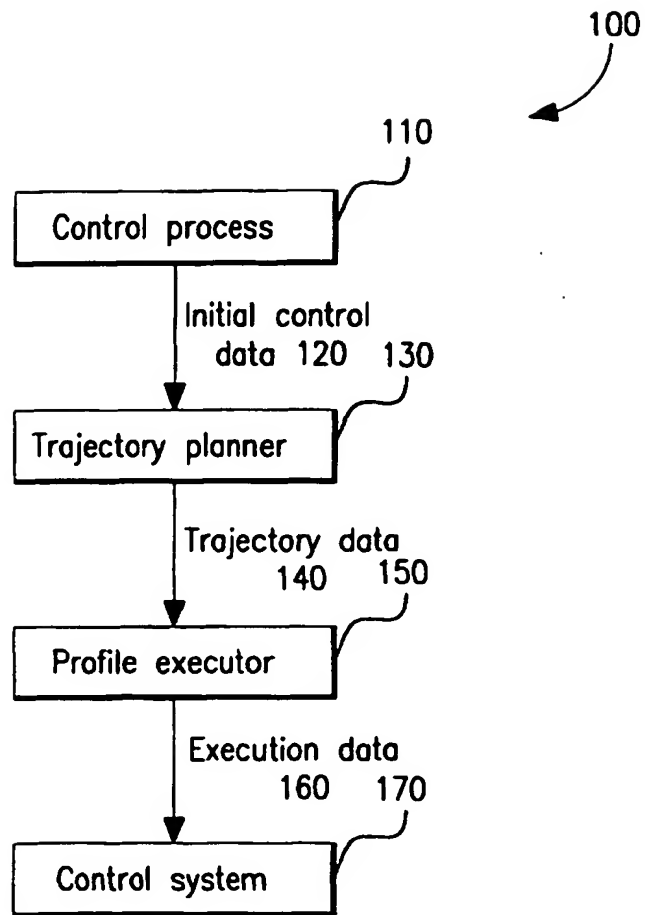 100
110
Control process
Initial control
data 120
130
Trajectory planner
Trajectory data
140
150
Profile executor
Execution data
160
170
Control system